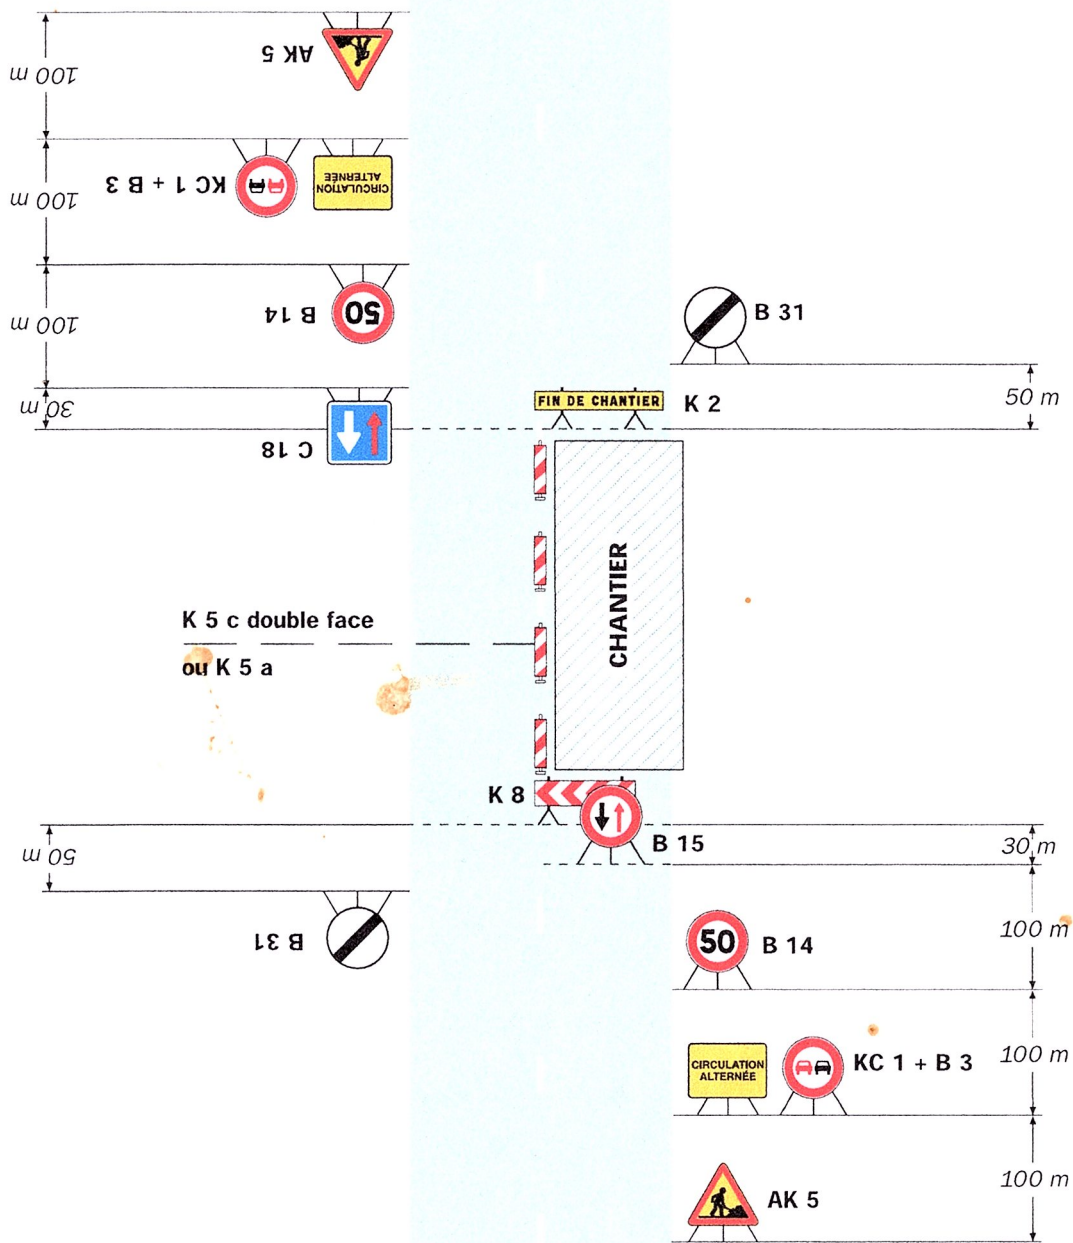 AK 5
100 m
KC 1 + B 3
CIRCULATION
ALTERNÉE
100 m
B 14
50
100 m
C 18
30 m
B 31
50 m
FIN DE CHANTIER
K 2
CHANTIER
K 5 c double face
ou K 5 a
K 8
B 15
30 m
50 m
B 31
50
B 14
100 m
CIRCULATION
ALTERNÉE
KC 1 + B 3
100 m
AK 5
100 m